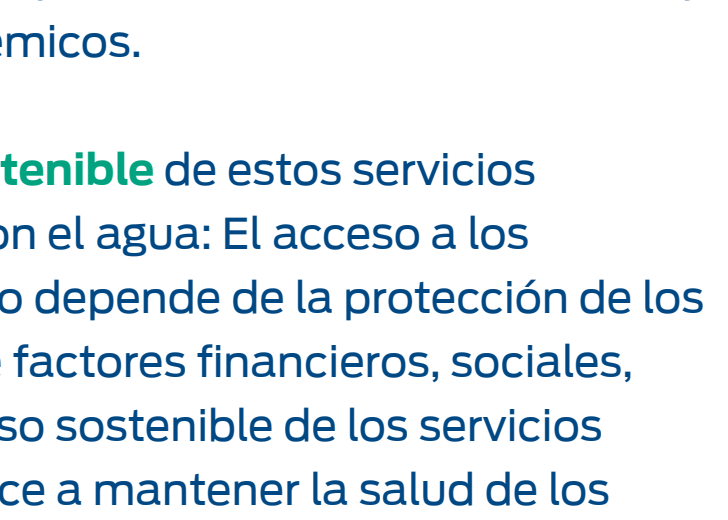 émicos.
tenible de estos servicios
on el agua: El acceso a los
o depende de la protección de los
e factores financieros, sociales,
so sostenible de los servicios
ce a mantener la salud de los